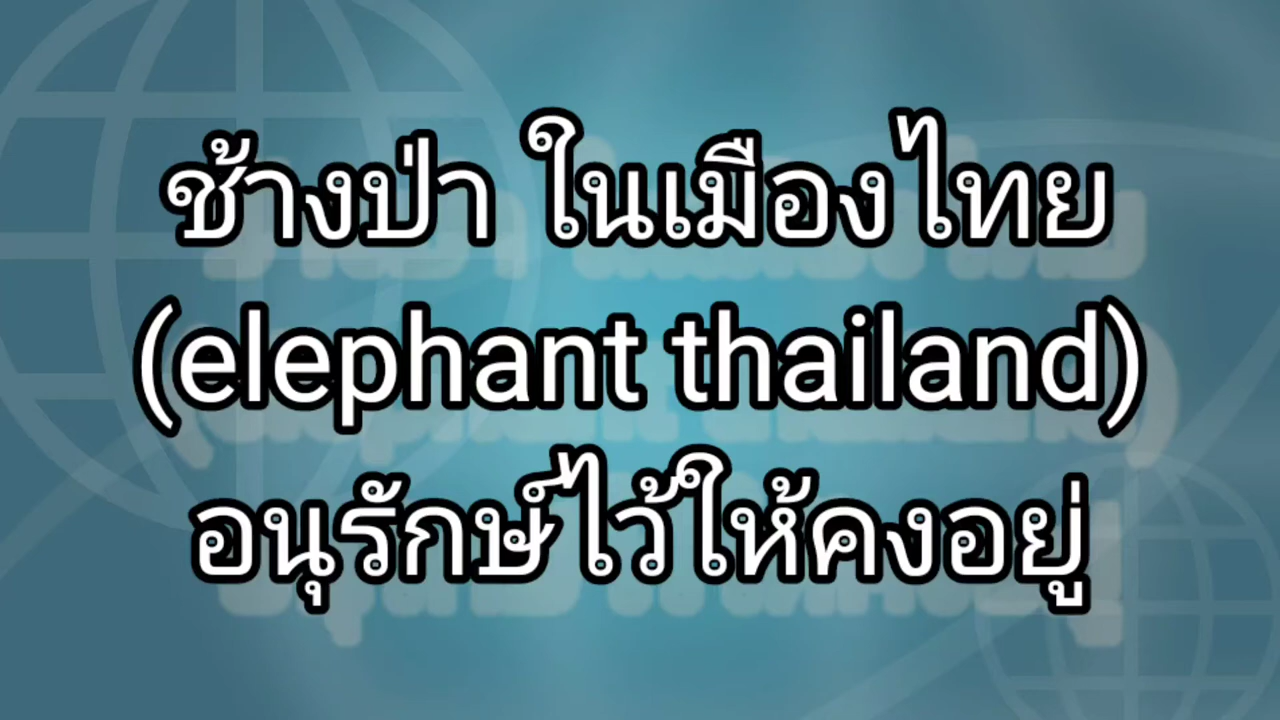 ช้างป่า ในเมืองไทย
(elephant thailand)
อนุรักษ์ไว้ให้คงอยู่